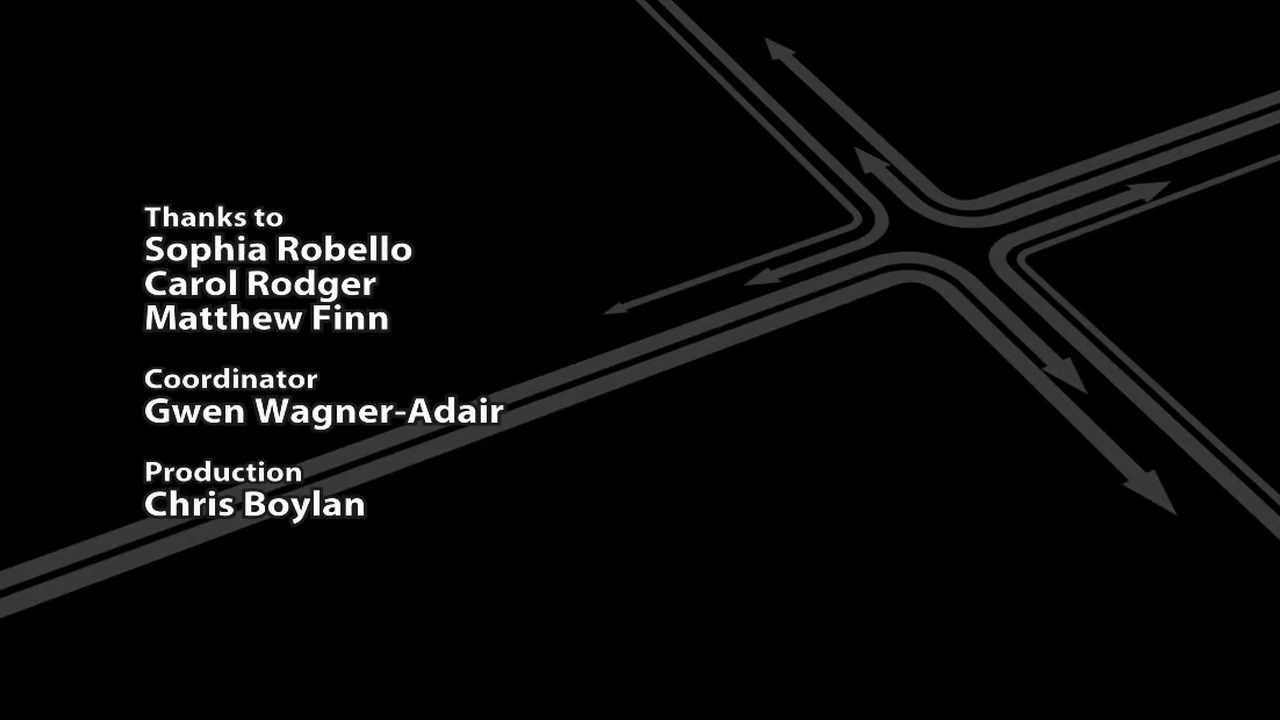 Thanks to
Sophia Robello
Carol Rodger
Matthew Finn
Coordinator
Gwen Wagner-Adair
Production
Chris Boylan